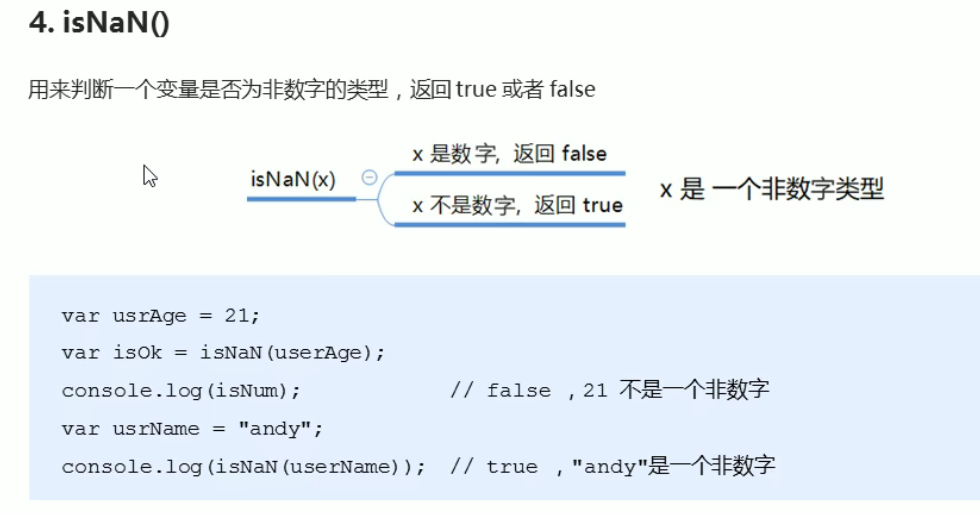 4. isNaN()
用来判断一个变量是否为非数字的类型，返回 true 或者 false
x 是数字，返回 false
isNaN(x)
x 不是数字，返回 true
x 是 一个非数字类型
var usrAge = 21;
var isOk = isNaN(userAge);
console.log(isNum); // false ，21 不是一个非数字
var usrName = "andy";
console.log(isNaN(userName)); // true ，"andy"是一个非数字